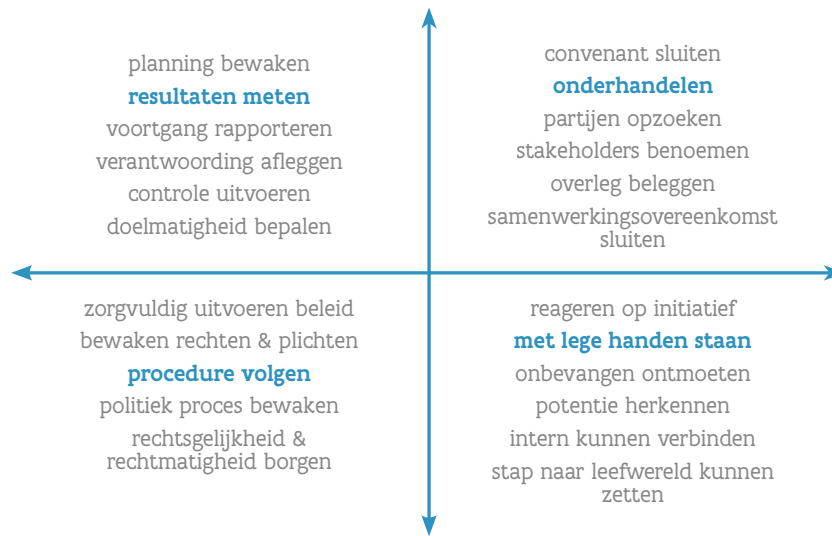 planning bewaken
resultaten meten
voortgang rapporteren
verantwoording afleggen
controle uitvoeren
doelmatigheid bepalen
convenant sluiten
onderhandelen
partijen opzoeken
stakeholders benoemen
overleg beleggen
samenwerkingsovereenkomst
sluiten
zorgvuldig uitvoeren beleid
bewaken rechten & plichten
procedure volgen
politiek proces bewaken
rechtsgelijkheid &
rechtmatigheid borgen
reageren op initiatief
met lege handen staan
onbevangen ontmoeten
potentie herkennen
intern kunnen verbinden
stap naar leefwereld kunnen
zetten